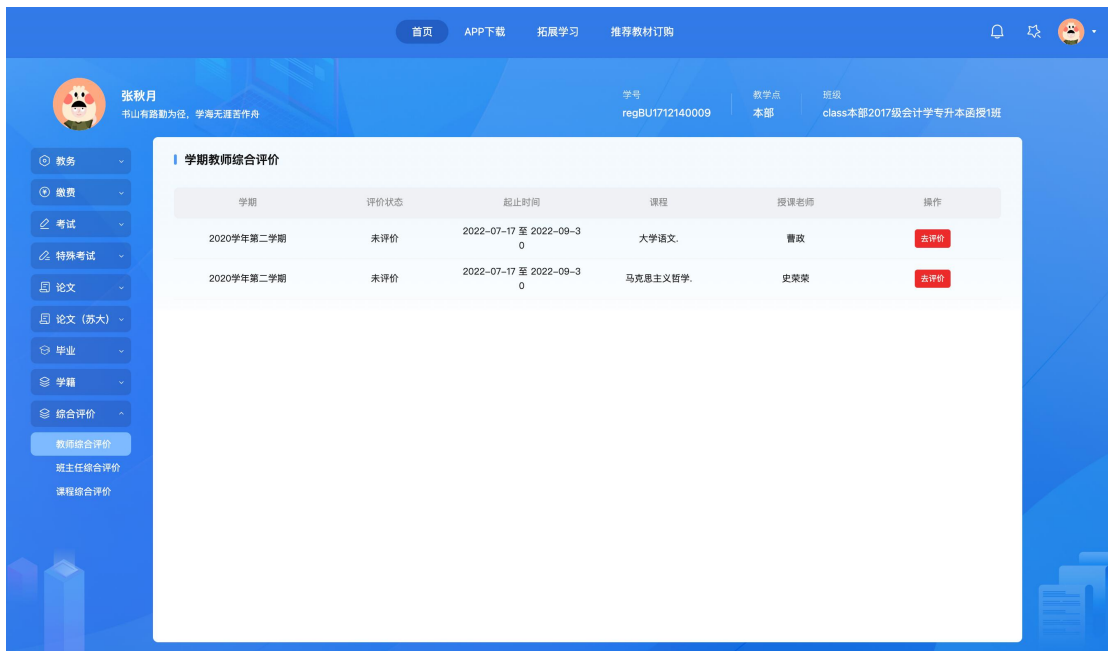 首页 APP下载 拓展学习 推荐教材订购
张秋月
书山有路勤为径，学海无涯苦作舟
学号 教学点 班级
regBU1712140009 本部 class本部2017级会计学专升本函授1班
教务
缴费
考试
特殊考试
论文
论文（苏大）
毕业
学籍
综合评价
教师综合评价
班主任综合评价
课程综合评价
学期教师综合评价
学期 评价状态 起止时间 课程 授课老师 操作
2020学年第二学期 未评价 2022-07-17 至 2022-09-3 大学语文. 曹政 去评价
0
2020学年第二学期 未评价 2022-07-17 至 2022-09-3 马克思主义哲学. 史荣荣 去评价
0